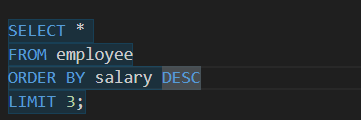 SELECT *
FROM employee
ORDER BY salary DESC
LIMIT 3;